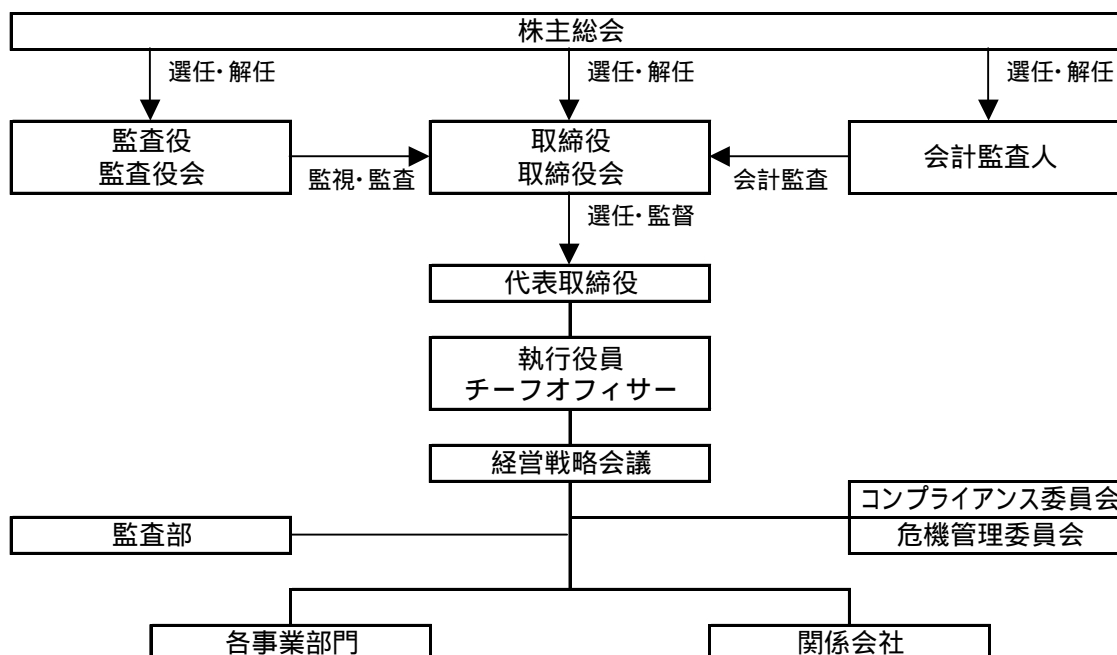 株主総会
選任・解任
選任・解任
選任・解任
監査役
監査役会
監視・監査
取締役
取締役会
会計監査
会計監査人
選任・監督
代表取締役
執行役員
チーフオフィサー
経営戦略会議
コンプライアンス委員会
監査部
危機管理委員会
各事業部門
関係会社